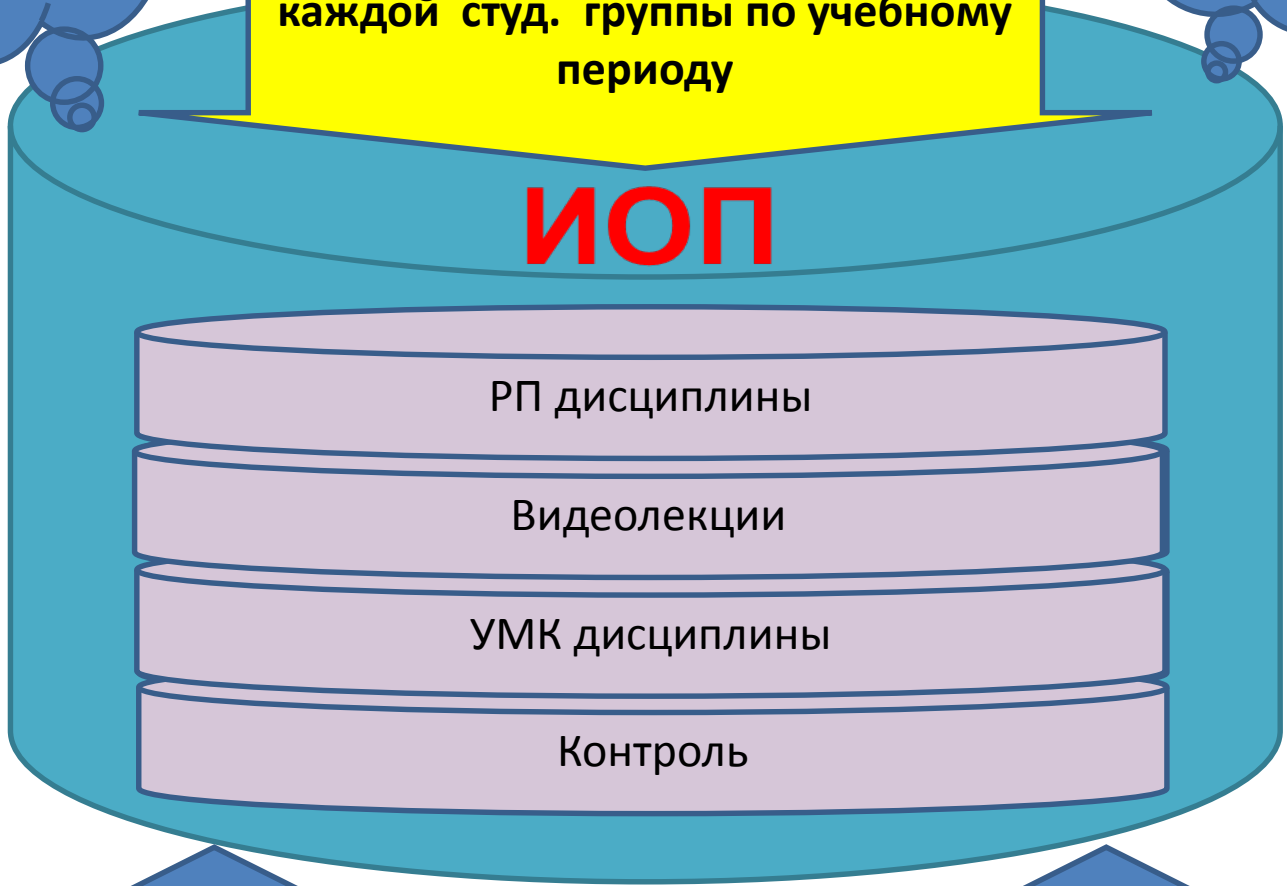 каждой студ. группы по учебному
периоду
ИОП
РП дисциплины
Видеолекции
УМК дисциплины
Контроль